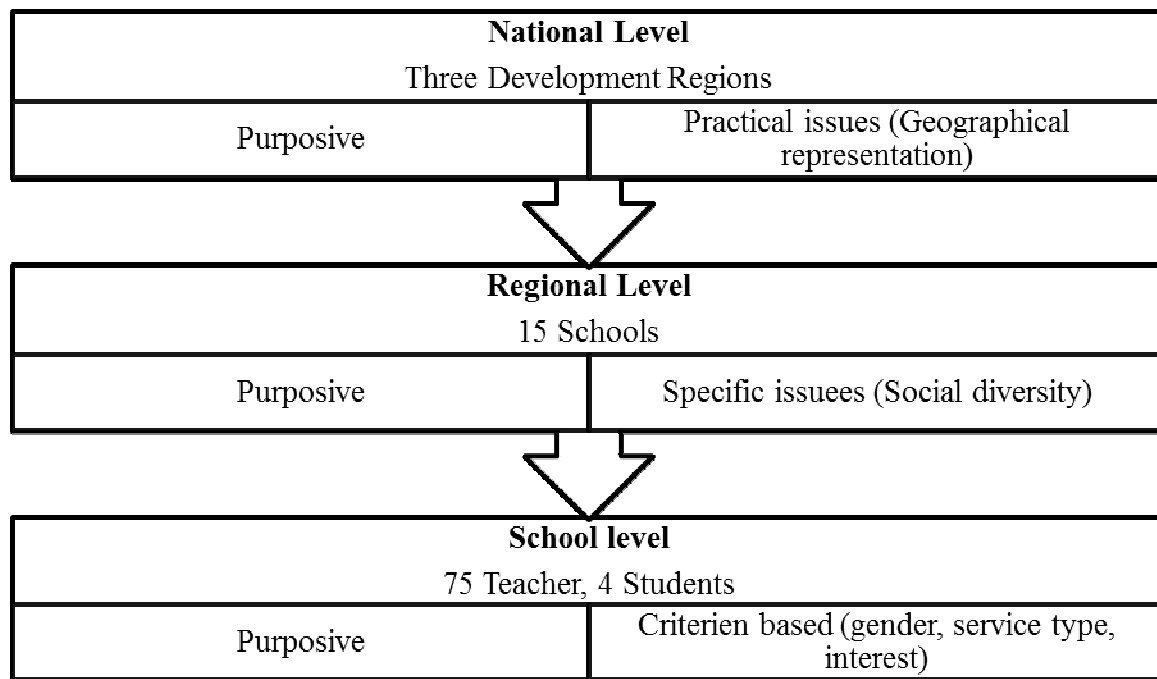 National Level
Three Development Regions
Purposive
Practical issues (Geographical
representation)
Regional Level
15 Schools
Purposive
Specific issuees (Social diversity)
School level
75 Teacher, 4 Students
Purposive
Criterien based (gender, service type,
interest)